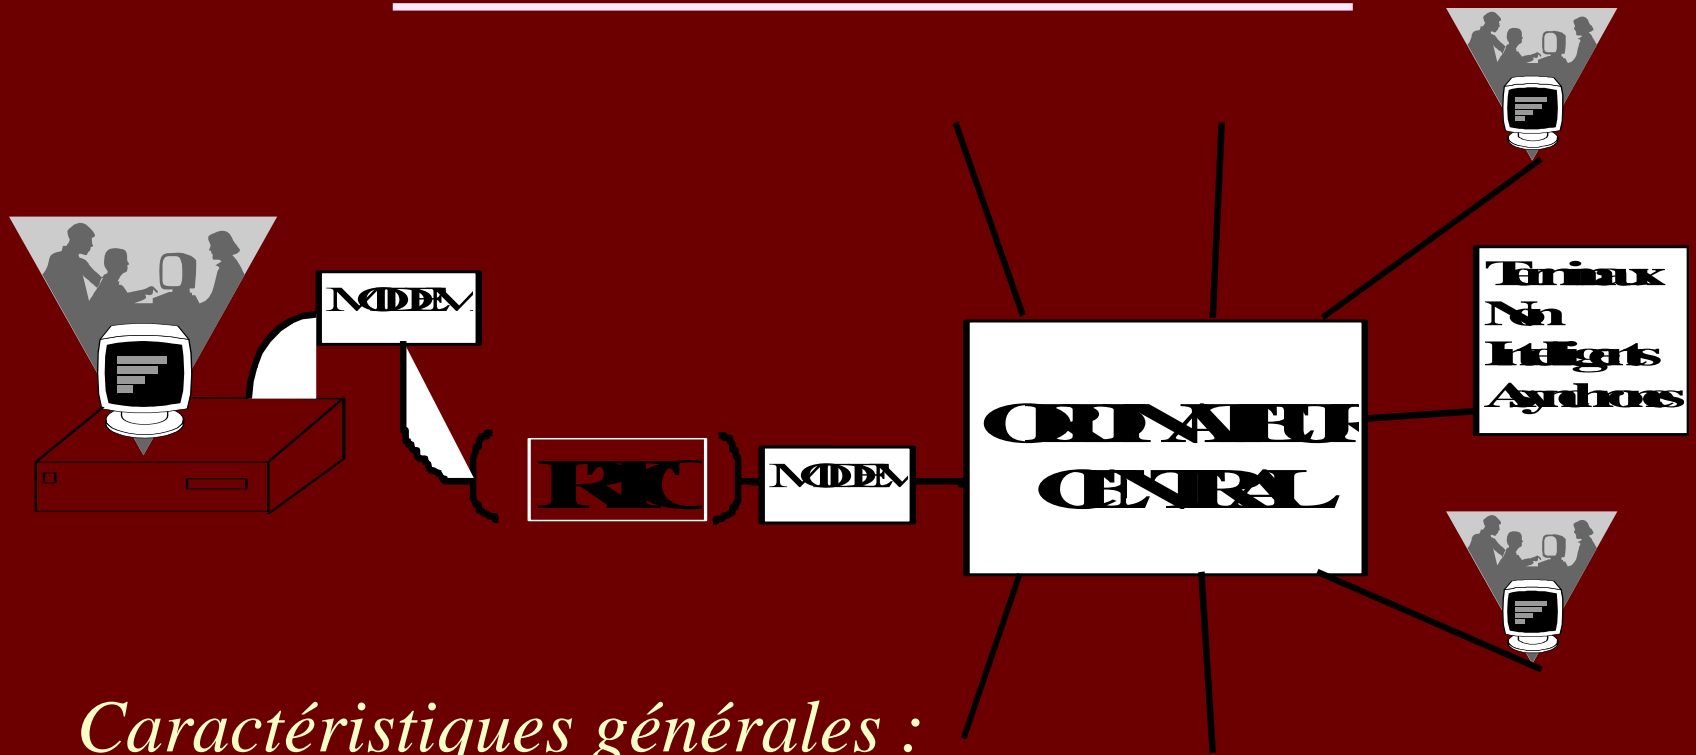 MODEM
Terminaux
Non
Intelligents
Asynchrones
ORDINATEUR
CENTRAL
RTC
MODEM
Caractéristiques générales :